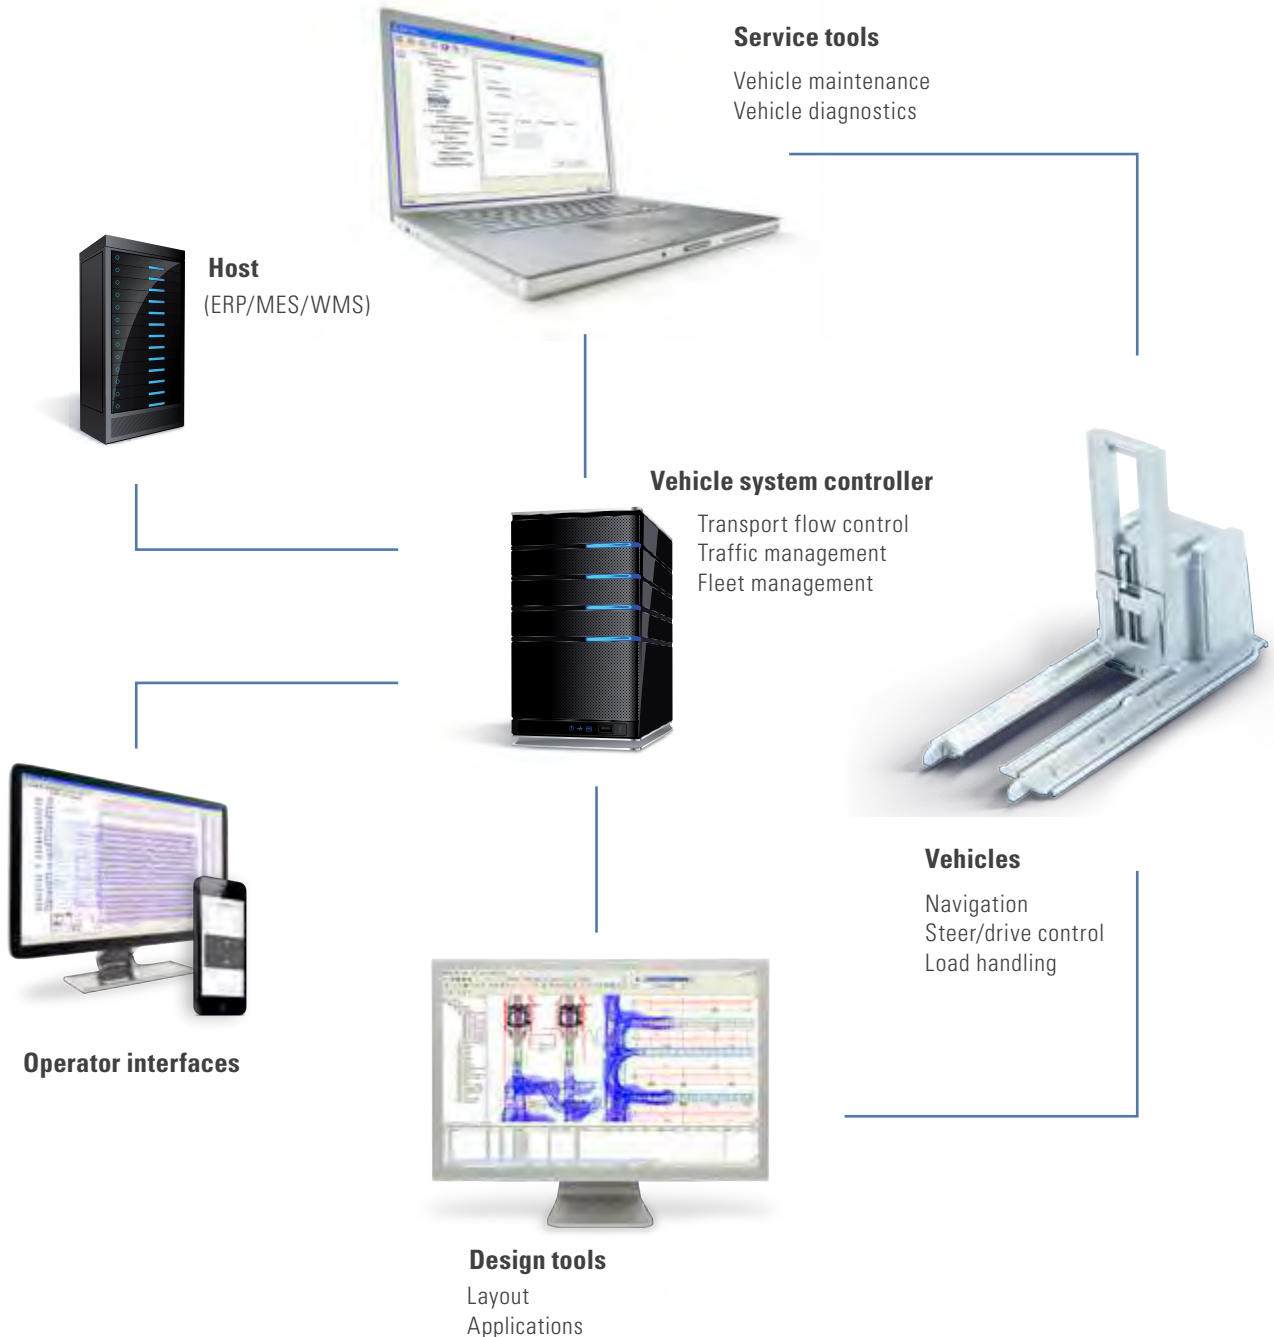 Service tools
Vehicle maintenance
Vehicle diagnostics
Host
(ERP/MES/WMS)
Vehicle system controller
Transport flow control
Traffic management
Fleet management
Vehicles
Navigation
Steer/drive control
Load handling
Operator interfaces
Design tools
Layout
Applications